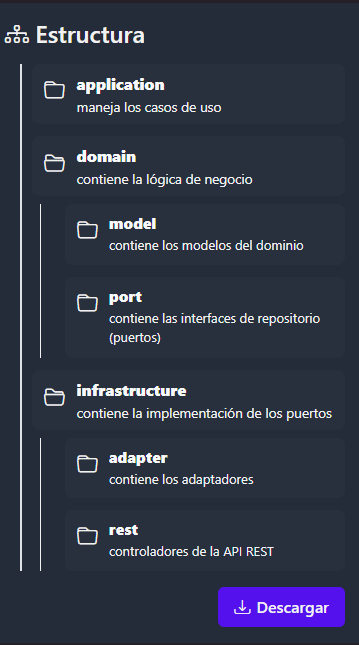 Estructura
application
maneja los casos de uso
domain
contiene la lógica de negocio
model
contiene los modelos del dominio
port
contiene las interfaces de repositorio
(puertos)
infrastructure
contiene la implementación de los puertos
adapter
contiene los adaptadores
rest
controladores de la API REST
Descargar